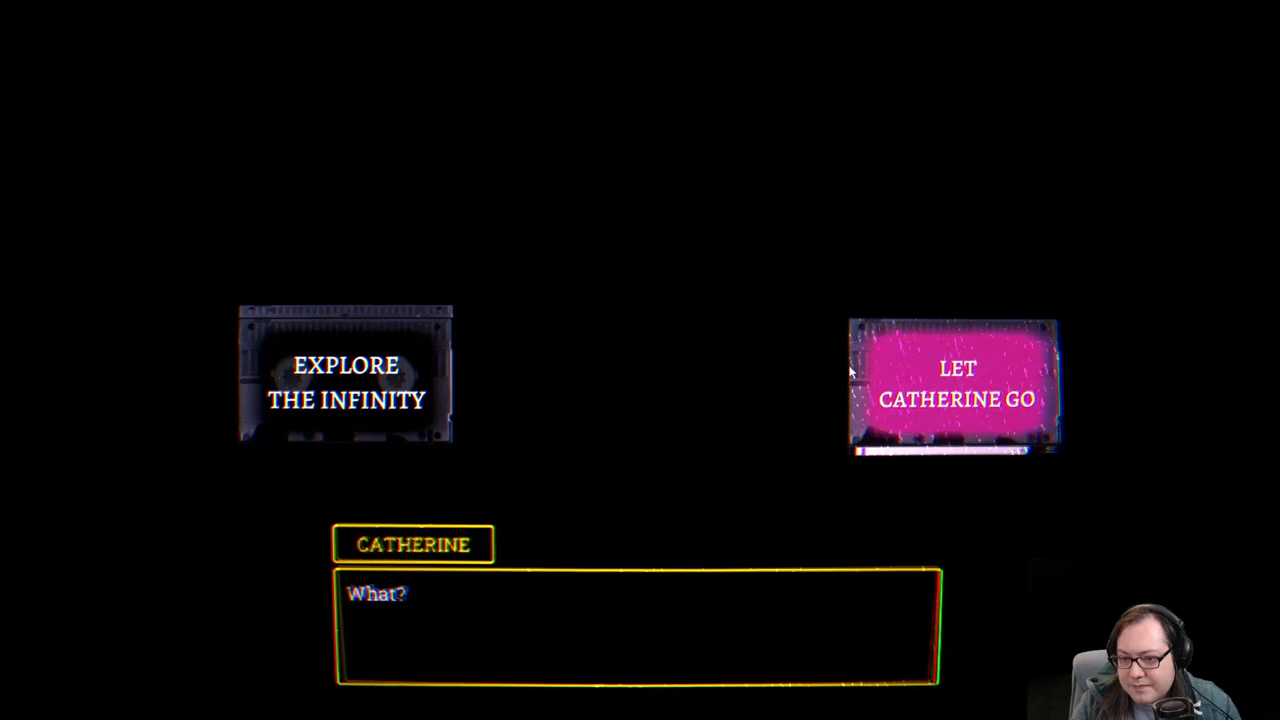 EXPLORE
THE INFINITY
LET
CATHERINE GO
CATHERINE
What?